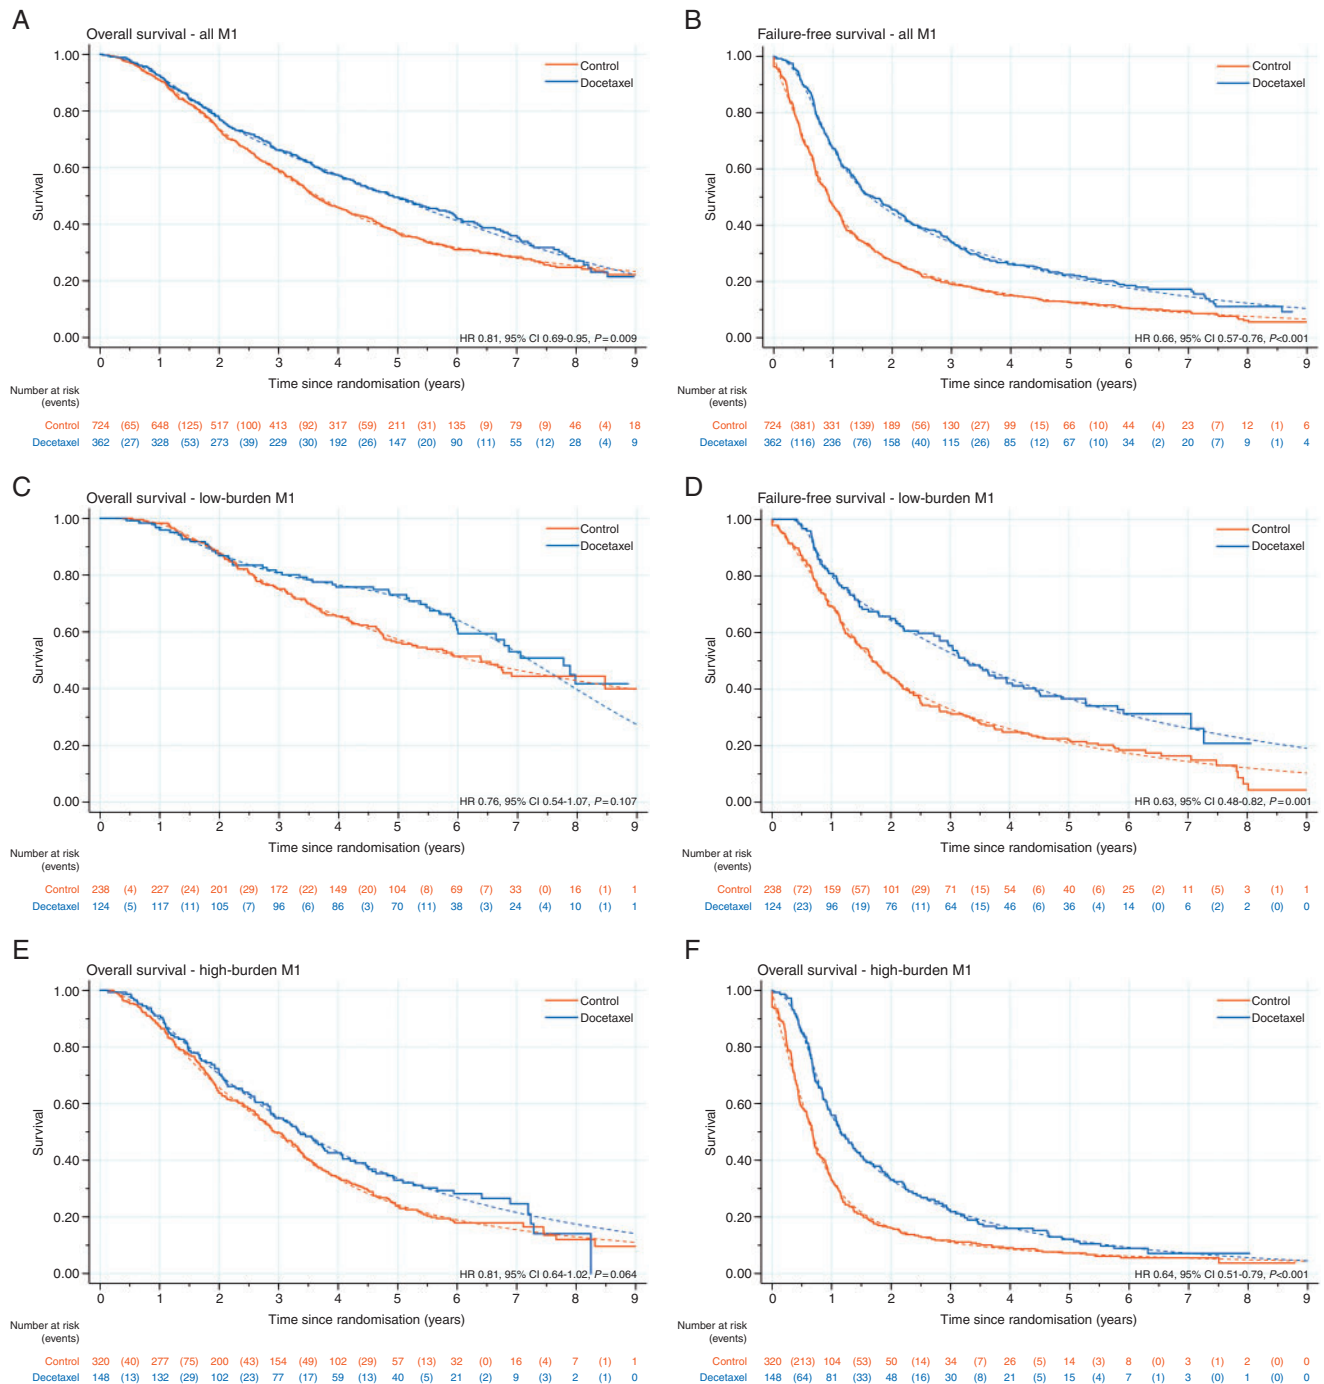 A
Overall survival - all M1
1.00
0.80
0.60
0.40
0.20
0.00
Survival
Control
Docetaxel
HR 0.81, 95% CI 0.69-0.95, P=0.009
0 1 2 3 4 5 6 7 8 9
Time since randomisation (years)
Number at risk
(events)
Control 724 (65) 648 (125) 517 (100) 413 (92) 317 (59) 211 (31) 135 (9) 79 (9) 46 (4) 18
Decetaxel 362 (27) 328 (53) 273 (39) 229 (30) 192 (26) 147 (20) 90 (11) 55 (12) 28 (4) 9
B
Failure-free survival - all M1
1.00
0.80
0.60
0.40
0.20
0.00
Survival
Control
Docetaxel
HR 0.66, 95% CI 0.57-0.76, P<0.001
0 1 2 3 4 5 6 7 8 9
Time since randomisation (years)
Number at risk
(events)
Control 724 (381) 331 (139) 189 (56) 130 (27) 99 (15) 66 (10) 44 (4) 23 (7) 12 (1) 6
Decetaxel 362 (116) 236 (76) 158 (40) 115 (26) 85 (12) 67 (10) 34 (2) 20 (7) 9 (1) 4
C
Overall survival - low-burden M1
1.00
0.80
0.60
0.40
0.20
0.00
Survival
Control
Docetaxel
HR 0.76, 95% CI 0.54-1.07, P=0.107
0 1 2 3 4 5 6 7 8 9
Time since randomisation (years)
Number at risk
(events)
Control 238 (4) 227 (24) 201 (29) 172 (22) 149 (20) 104 (8) 69 (7) 33 (0) 16 (1) 1
Decetaxel 124 (5) 117 (11) 105 (7) 96 (6) 86 (3) 70 (11) 38 (3) 24 (4) 10 (1) 1
D
Failure-free survival - low-burden M1
1.00
0.80
0.60
0.40
0.20
0.00
Survival
Control
Docetaxel
HR 0.63, 95% CI 0.48-0.82, P=0.001
0 1 2 3 4 5 6 7 8 9
Time since randomisation (years)
Number at risk
(events)
Control 238 (72) 159 (57) 101 (29) 71 (15) 54 (6) 40 (6) 25 (2) 11 (5) 3 (1) 1
Decetaxel 124 (23) 96 (19) 76 (11) 64 (15) 46 (6) 36 (4) 14 (0) 6 (2) 2 (0) 0
E
Overall survival - high-burden M1
1.00
0.80
0.60
0.40
0.20
0.00
Survival
Control
Docetaxel
HR 0.81, 95% CI 0.64-1.02, P=0.064
0 1 2 3 4 5 6 7 8 9
Time since randomisation (years)
Number at risk
(events)
Control 320 (40) 277 (75) 200 (43) 154 (49) 102 (29) 57 (13) 32 (0) 16 (4) 7 (1) 1
Decetaxel 148 (13) 132 (29) 102 (23) 77 (17) 59 (13) 40 (5) 21 (2) 9 (3) 2 (1) 0
F
Overall survival - high-burden M1
1.00
0.80
0.60
0.40
0.20
0.00
Survival
Control
Docetaxel
HR 0.64, 95% CI 0.51-0.79, P<0.001
0 1 2 3 4 5 6 7 8 9
Time since randomisation (years)
Number at risk
(events)
Control 320 (213) 104 (53) 50 (14) 34 (7) 26 (5) 14 (3) 8 (0) 3 (1) 2 (0) 0
Decetaxel 148 (64) 81 (33) 48 (16) 30 (8) 21 (5) 15 (4) 7 (1) 3 (0) 1 (0) 0